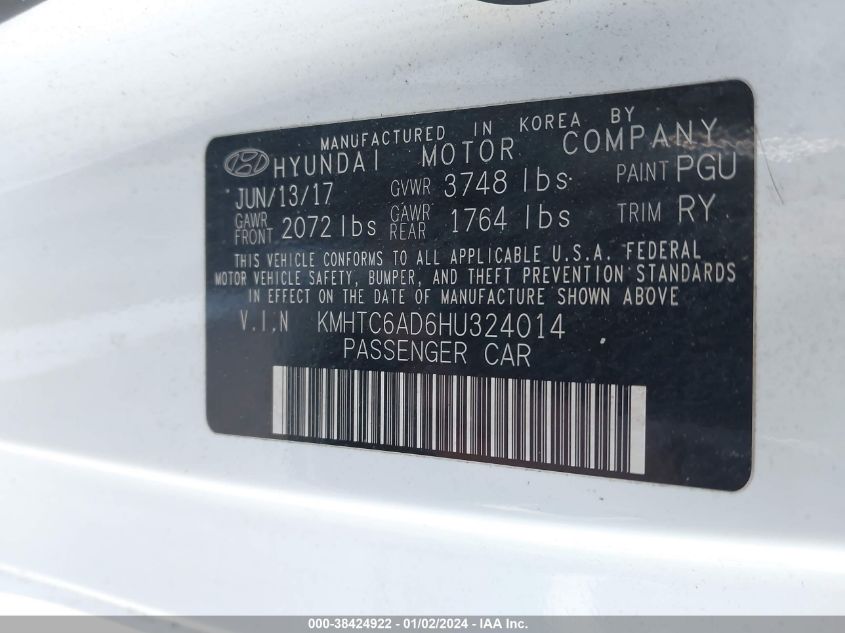 MANUFACTURED IN KOREA BY
HYUNDAI MOTOR COMPANY
JUN/13/17 GVWR 3748 lbs PAINT PGU
GAWR FRONT 2072 lbs GAWR REAR 1764 lbs TRIM RY
THIS VEHICLE CONFORMS TO ALL APPLICABLE U.S.A. FEDERAL
MOTOR VEHICLE SAFETY, BUMPER, AND THEFT PREVENTION STANDARDS
IN EFFECT ON THE DATE OF MANUFACTURE SHOWN ABOVE
V.I.N KMHTC6AD6HU324014
PASSENGER CAR
000-38424922 - 01/02/2024 - IAA Inc.